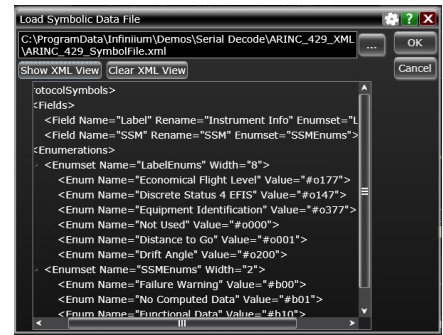 Load Symbolic Data File
C:\ProgramData\Infiniium\Demos\Serial Decode\ARINC_429_XML
\ARINC_429_SymbolFile.xml
...
OK
Show XML View
Clear XML View
Cancel
otocolSymbols>
<Fields>
<Field Name="Label" Rename="Instrument Info" Enumset="L
<Field Name="SSM" Rename="SSM" Enumset="SSMEnums">
<Enumerations>
<Enumset Name="LabelEnums" Width="8">
<Enum Name="Economical Flight Level" Value="#o177">
<Enum Name="Discrete Status 4 EFIS" Value="#o147">
<Enum Name="Equipment Identification" Value="#o377">
<Enum Name="Not Used" Value="#o000">
<Enum Name="Distance to Go" Value="#o001">
<Enum Name="Drift Angle" Value="#o200">
<Enumset Name="SSMEnums" Width="2">
<Enum Name="Failure Warning" Value="#b00">
<Enum Name="No Computed Data" Value="#b01">
<Enum Name="Functional Data" Value="#b10">